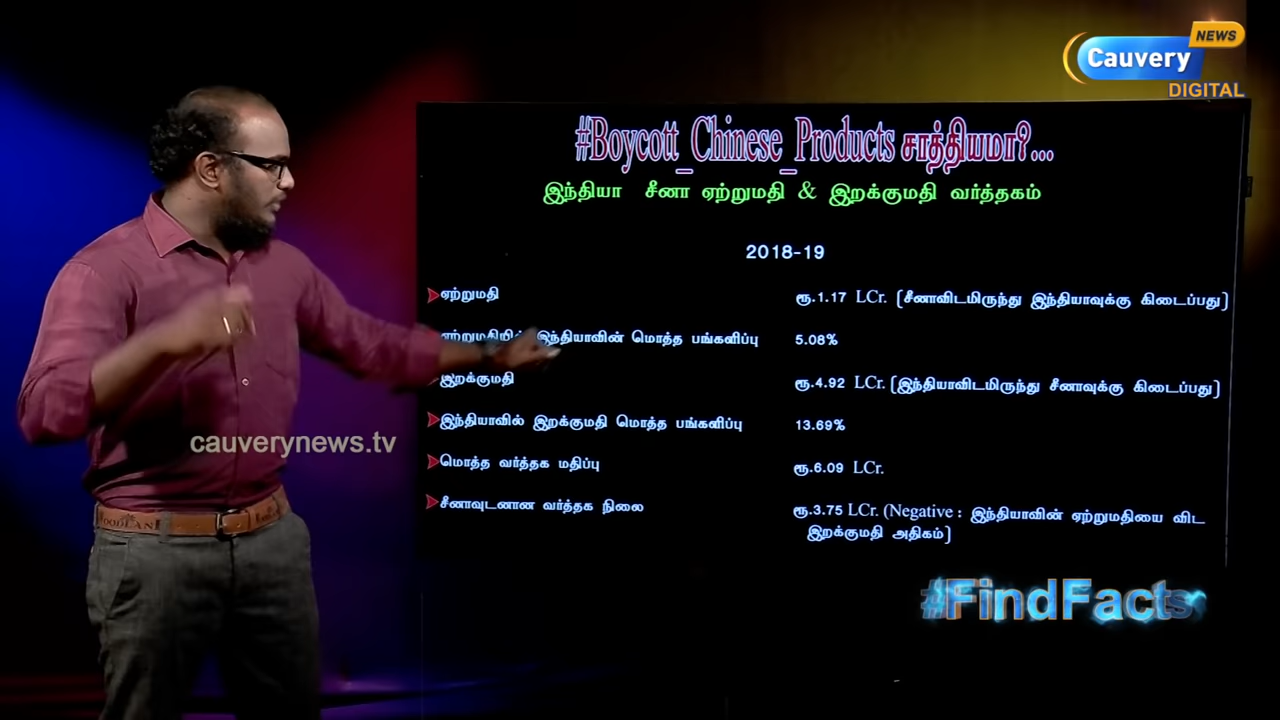 NEWS
Cauvery
DIGITAL
#Boycott_Chinese_Products சாத்தியமா?...
இந்தியா சீனா ஏற்றுமதி & இறக்குமதி வர்த்தகம்
2018-19
ஏற்றுமதி ரூ.1.17 LCr. (சீனாவிடமிருந்து இந்தியாவுக்கு கிடைப்பது)
ஏற்றுமதியில் இந்தியாவின் மொத்த பங்களிப்பு 5.08%
இறக்குமதி ரூ.4.92 LCr. (இந்தியாவிடமிருந்து சீனாவுக்கு கிடைப்பது)
இந்தியாவில் இறக்குமதி மொத்த பங்களிப்பு 13.69%
மொத்த வர்த்தக மதிப்பு ரூ.6.09 LCr.
சீனாவுடனான வர்த்தக நிலை ரூ.3.75 LCr. (Negative : இந்தியாவின் ஏற்றுமதியை விட
இறக்குமதி அதிகம்)
cauverynews.tv
WOODLAN
#FindFacts